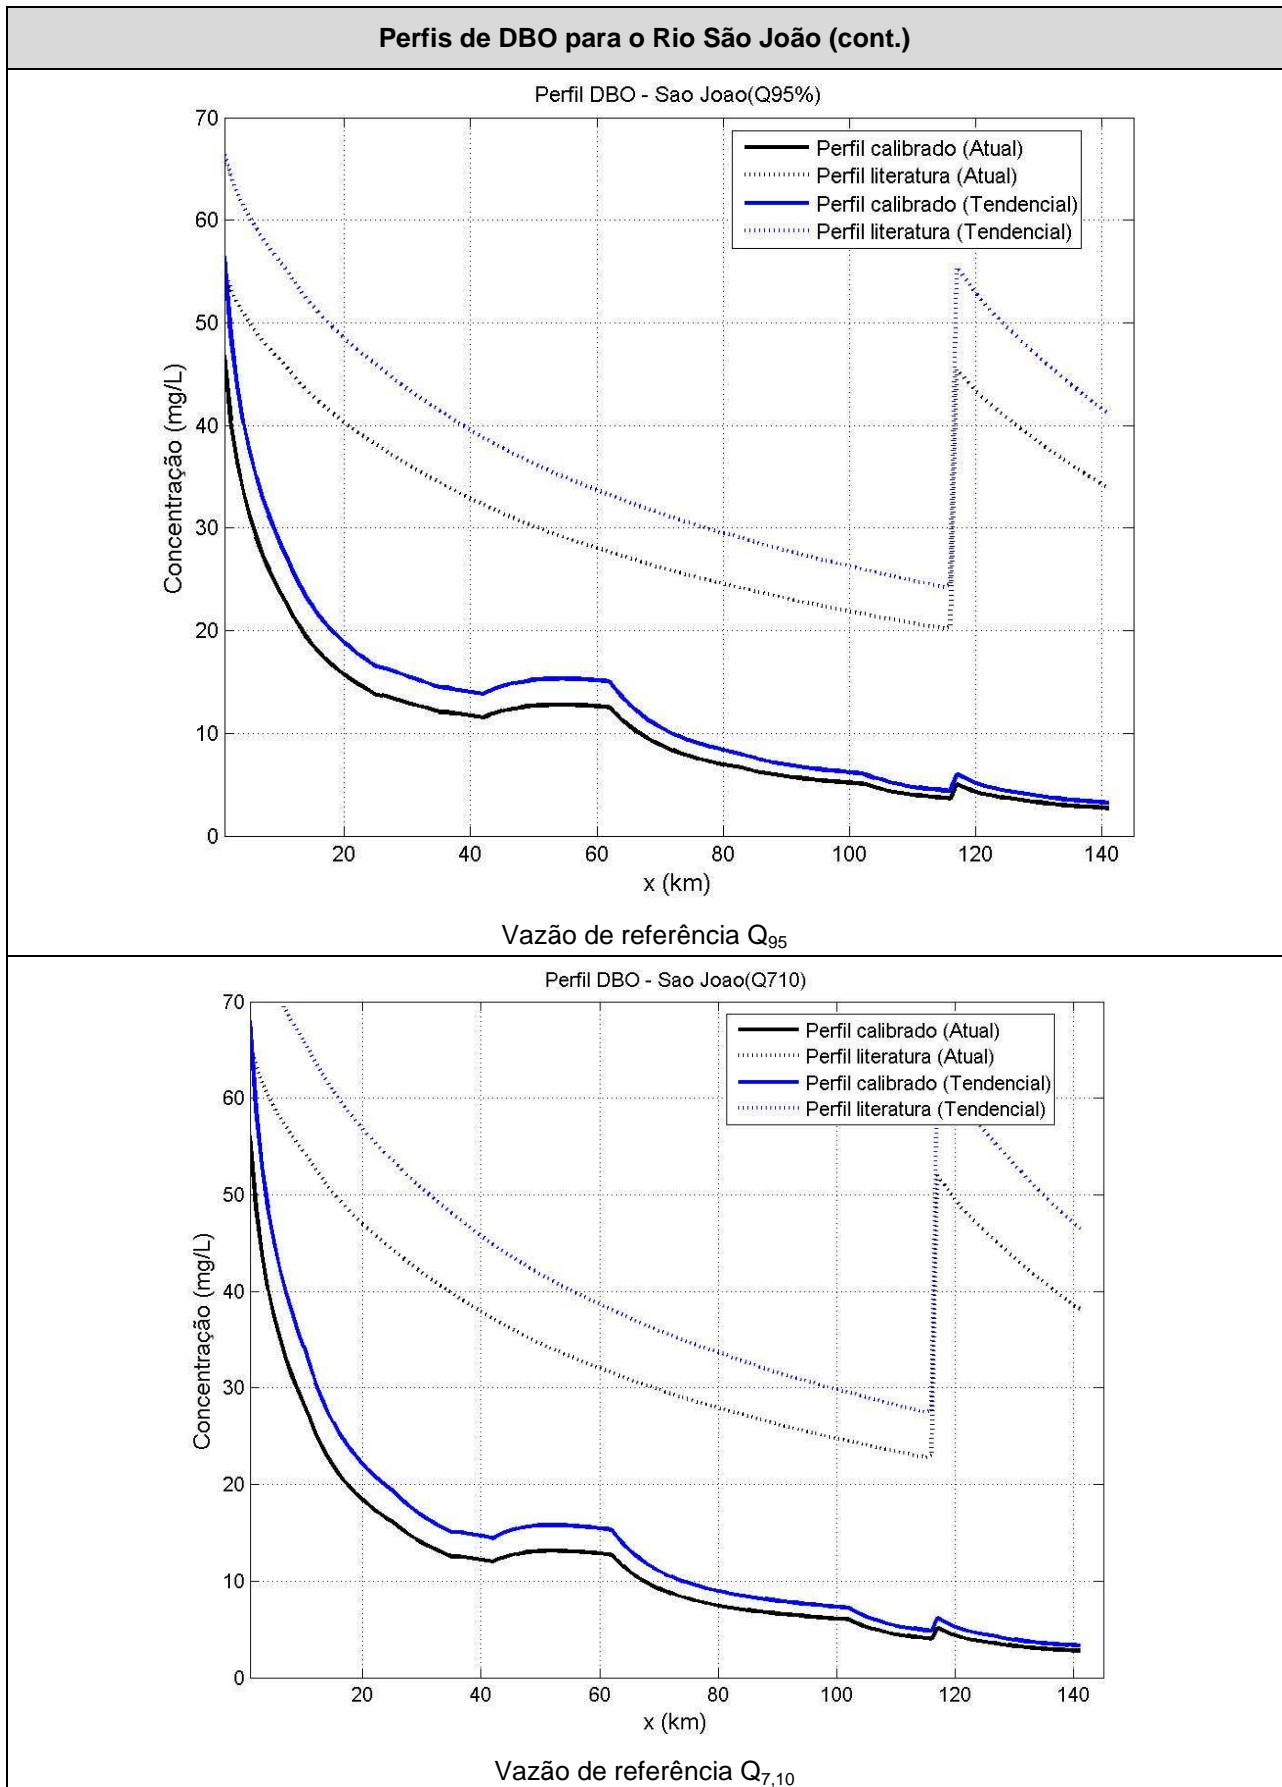 Perfis de DBO para o Rio São João (cont.)
Perfil DBO - Sao Joao(Q95%)
Perfil calibrado (Atual)
Perfil literatura (Atual)
Perfil calibrado (Tendencial)
Perfil literatura (Tendencial)
Concentração (mg/L)
70
60
50
40
30
20
10
0
20 40 60 80 100 120 140
x (km)
Vazão de referência Q95
Perfil DBO - Sao Joao(Q710)
Perfil calibrado (Atual)
Perfil literatura (Atual)
Perfil calibrado (Tendencial)
Perfil literatura (Tendencial)
Concentração (mg/L)
70
60
50
40
30
20
10
0
20 40 60 80 100 120 140
x (km)
Vazão de referência Q7,10